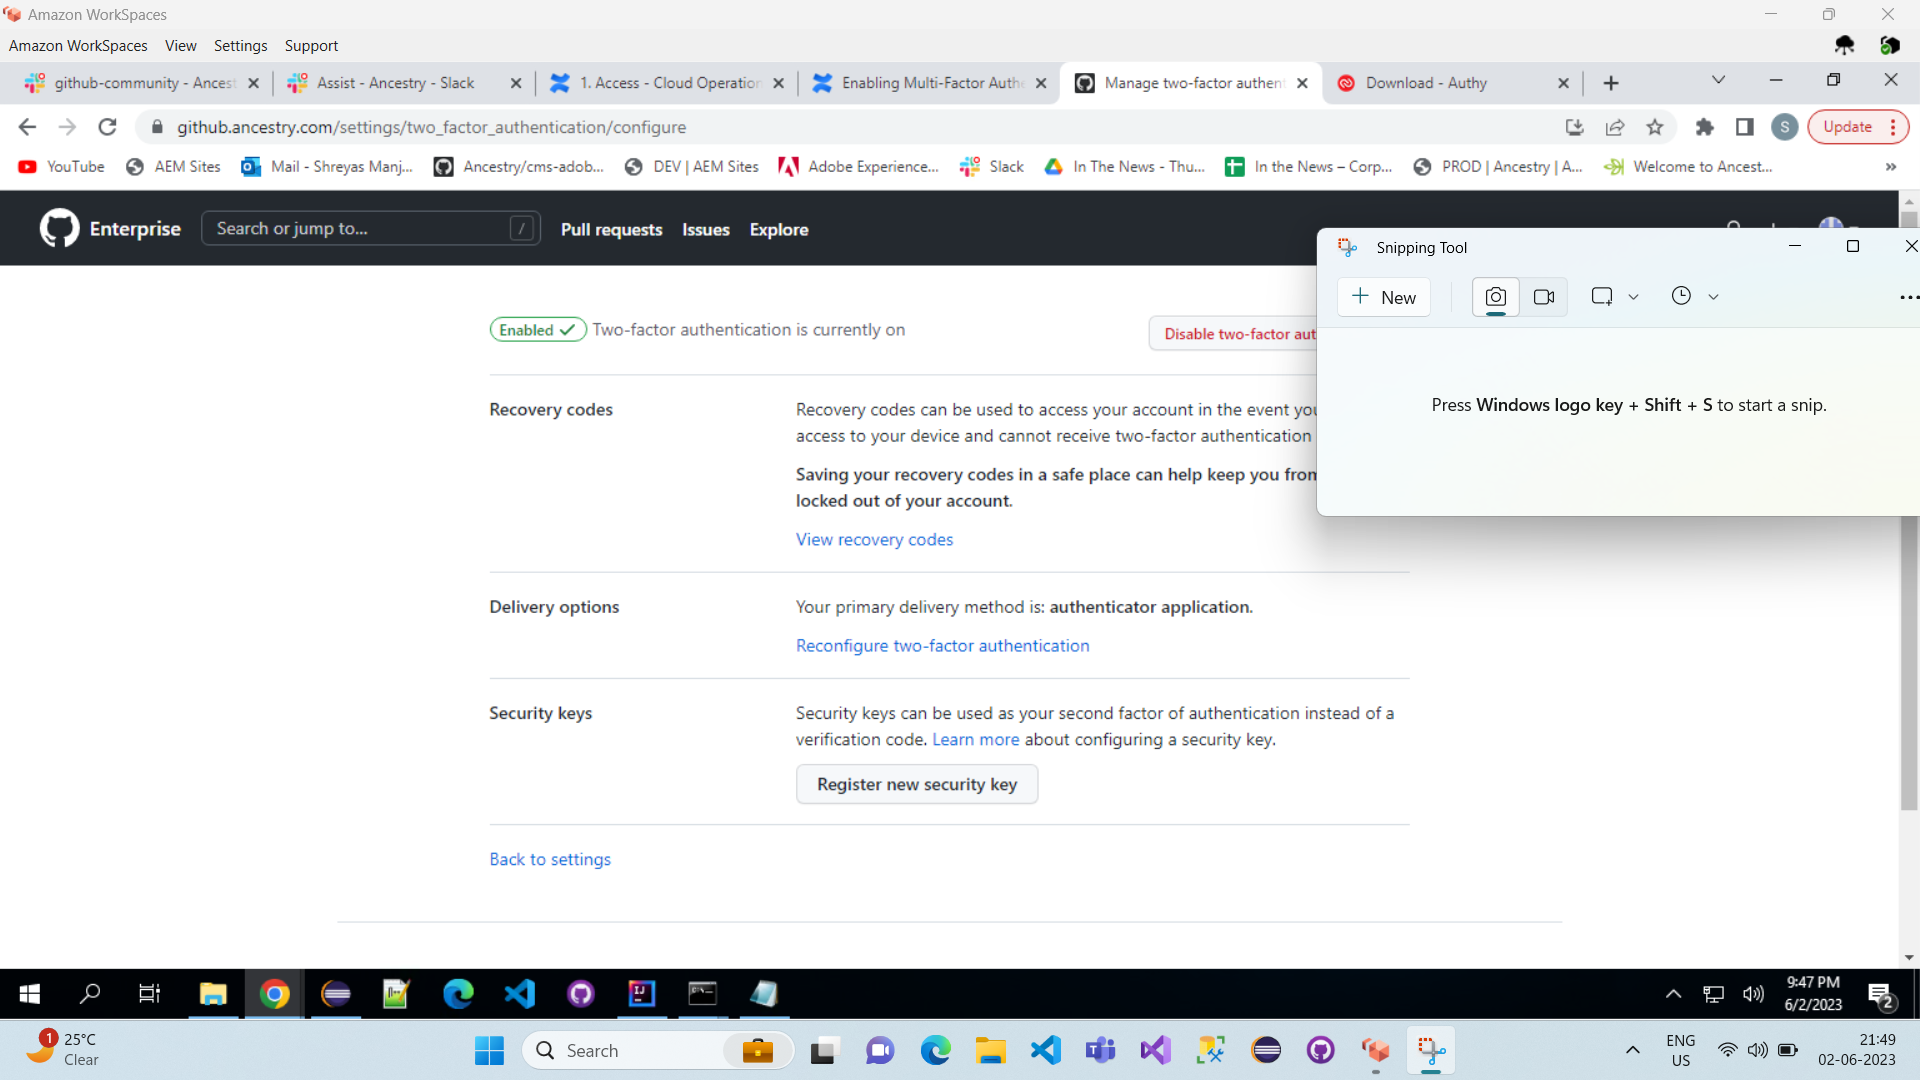 Amazon WorkSpaces
Amazon WorkSpaces View Settings Support
github-community - Ancest Assist - Ancestry - Slack 1. Access - Cloud Operation Enabling Multi-Factor Authe Manage two-factor authent Download - Authy
github.ancestry.com/settings/two_factor_authentication/configure S Update
YouTube AEM Sites Mail - Shreyas Manj... Ancestry/cms-adob... DEV | AEM Sites Adobe Experience... Slack In The News - Thu... In the News – Corp... PROD | Ancestry | A... Welcome to Ancest... »
Enterprise Search or jump to... / Pull requests Issues Explore
Snipping Tool
New
Press Windows logo key + Shift + S to start a snip.
Enabled Two-factor authentication is currently on Disable two-factor aut
Recovery codes Recovery codes can be used to access your account in the event you
access to your device and cannot receive two-factor authentication
Saving your recovery codes in a safe place can help keep you from
locked out of your account.
View recovery codes
Delivery options Your primary delivery method is: authenticator application.
Reconfigure two-factor authentication
Security keys Security keys can be used as your second factor of authentication instead of a
verification code. Learn more about configuring a security key.
Register new security key
Back to settings
9:47 PM
6/2/2023
2
1
25°C
Clear
Search
ENG
US
21:49
02-06-2023